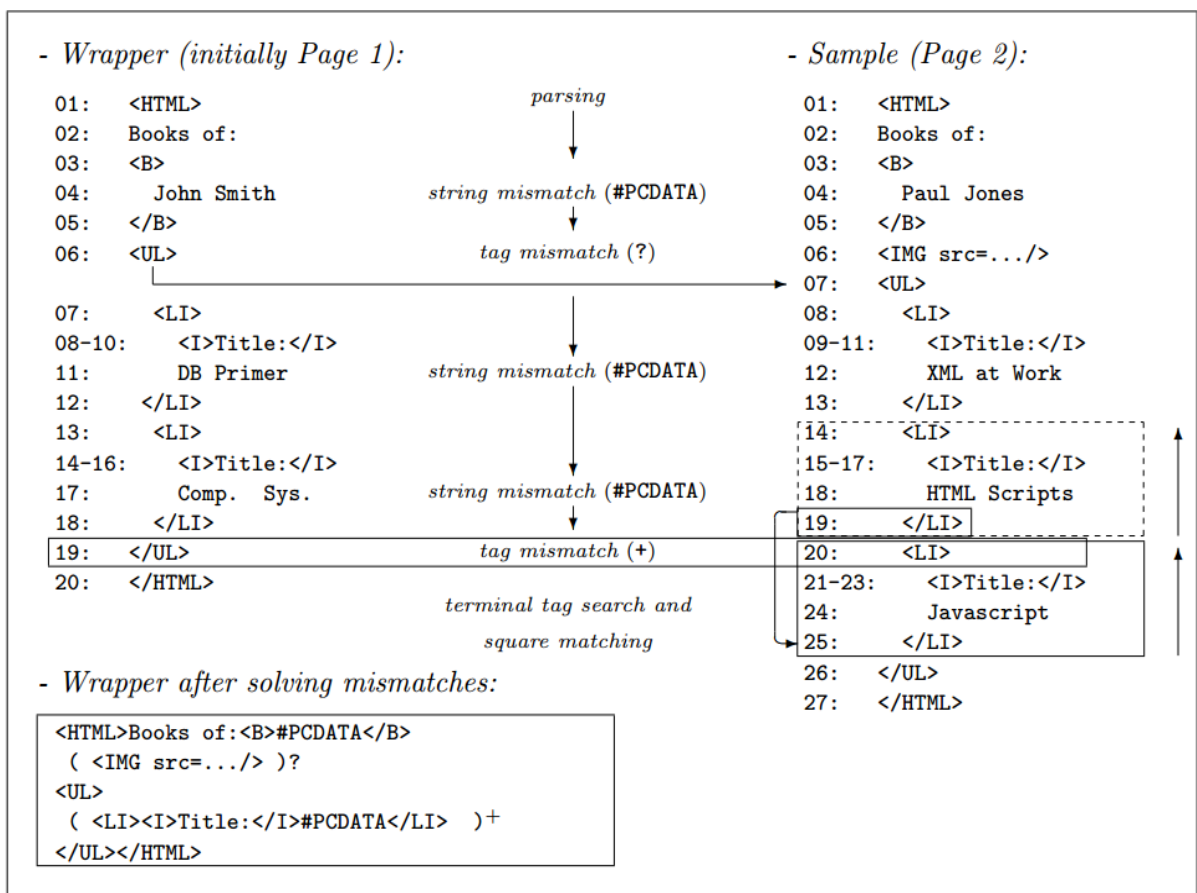 - Wrapper (initially Page 1):
01: <HTML>
02: Books of:
03: <B>
04: John Smith
05: </B>
06: <UL>
07: <LI>
08-10: <I>Title:</I>
11: DB Primer
12: </LI>
13: <LI>
14-16: <I>Title:</I>
17: Comp. Sys.
18: </LI>
19: </UL>
20: </HTML>
parsing
string mismatch (#PCDATA)
tag mismatch (?)
string mismatch (#PCDATA)
string mismatch (#PCDATA)
tag mismatch (+)
terminal tag search and
square matching
- Sample (Page 2):
01: <HTML>
02: Books of:
03: <B>
04: Paul Jones
05: </B>
06: <IMG src=.../>
07: <UL>
08: <LI>
09-11: <I>Title:</I>
12: XML at Work
13: </LI>
14: <LI>
15-17: <I>Title:</I>
18: HTML Scripts
19: </LI>
20: <LI>
21-23: <I>Title:</I>
24: Javascript
25: </LI>
26: </UL>
27: </HTML>
- Wrapper after solving mismatches:
<HTML>Books of:<B>#PCDATA</B>
( <IMG src=.../> )?
<UL>
( <LI><I>Title:</I>#PCDATA</LI> )+
</UL></HTML>